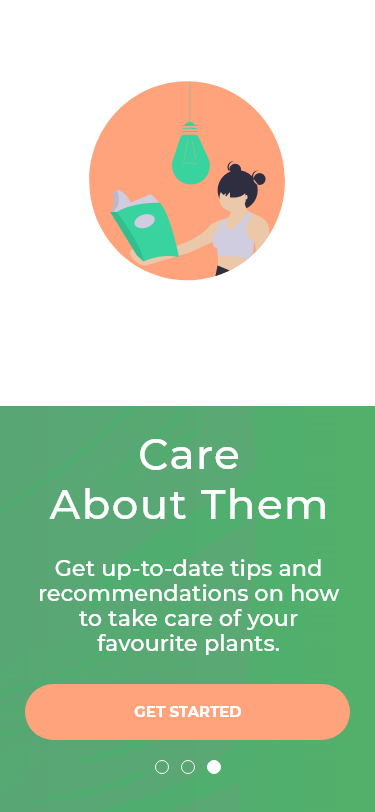 Care
About Them
Get up-to-date tips and
recommendations on how
to take care of your
favourite plants.
GET STARTED